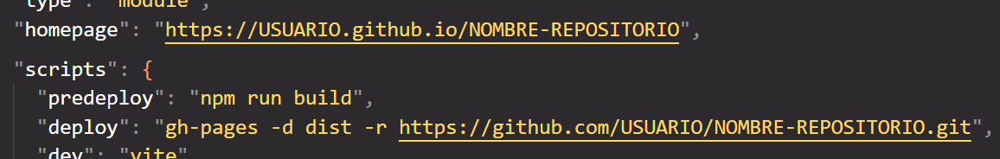 "type": "module",
"homepage": "https://USUARIO.github.io/NOMBRE-REPOSITORIO",
"scripts": {
"predeploy": "npm run build",
"deploy": "gh-pages -d dist -r https://github.com/USUARIO/NOMBRE-REPOSITORIO.git",
"dev": "vite"